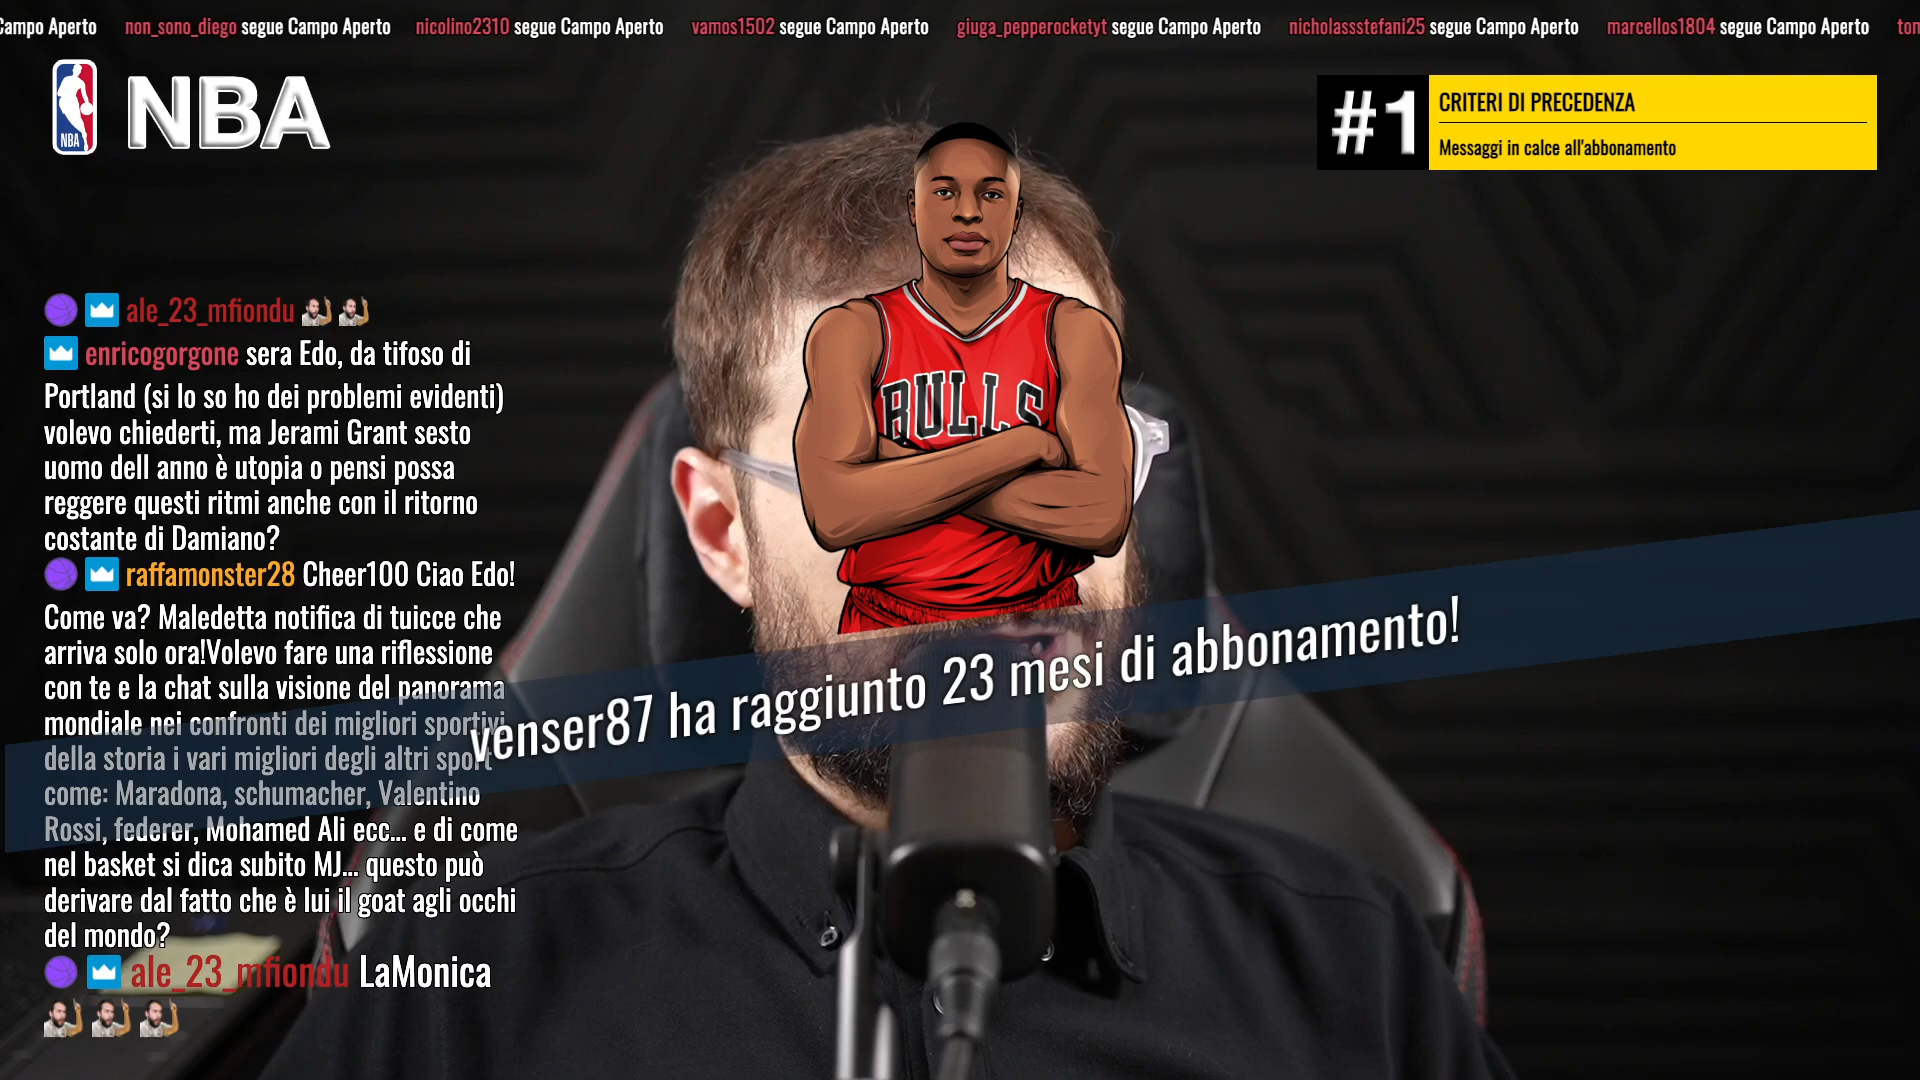 Campo Aperto non_sono_diego segue Campo Aperto nicolino2310 segue Campo Aperto vamos1502 segue Campo Aperto giuga_pepperocketyt segue Campo Aperto nicholassstefani25 segue Campo Aperto marcellos1804 segue Campo Aperto
NBA
NBA
#1
CRITERI DI PRECEDENZA
Messaggi in calce all'abbonamento
BULLS
ale_23_mfiondu
enricogorgone sera Edo, da tifoso di
Portland (si lo so ho dei problemi evidenti)
volevo chiederti, ma Jerami Grant sesto
uomo dell anno è utopia o pensi possa
reggere questi ritmi anche con il ritorno
costante di Damiano?
raffamonster28 Cheer100 Ciao Edo!
Come va? Maledetta notifica di tuicce che
arriva solo ora!Volevo fare una riflessione
con te e la chat sulla visione del panorama
mondiale nei confronti dei migliori sportivi
della storia i vari migliori degli altri sport
come: Maradona, schumacher, Valentino
Rossi, federer, Mohamed Ali ecc... e di come
nel basket si dica subito MJ... questo può
derivare dal fatto che è lui il goat agli occhi
del mondo?
ale_23_mfiondu LaMonica
venser87 ha raggiunto 23 mesi di abbonamento!